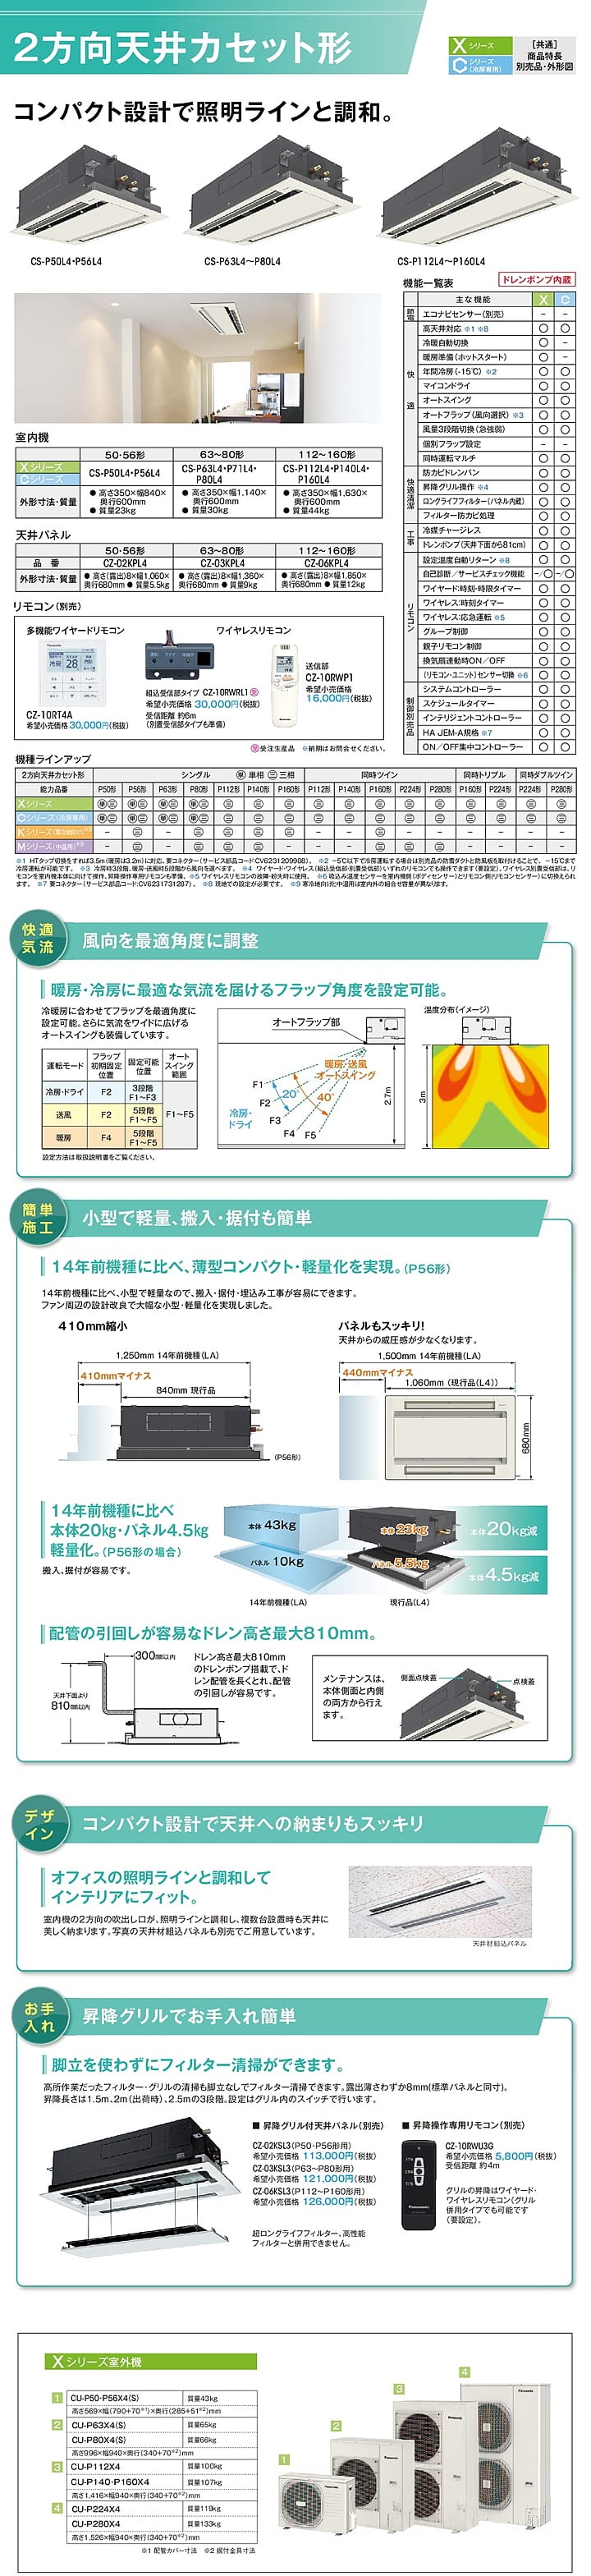 2方向天井カセット形
Xシリーズ
Cシリーズ
(冷房専用)
[共通]
商品特長
別売品・外形図
コンパクト設計で照明ラインと調和。
CS-P50L4・P56L4
CS-P63L4～P80L4
CS-P112L4～P160L4
機能一覧表
ドレンポンプ内蔵
主な機能 X C
節電
エコナビセンサー(別売) － －
快適
高天井対応 ※1 ※8 ○ ○
冷暖自動切換 ○ －
暖房準備(ホットスタート) ○ －
年間冷房(-15℃) ※2 ○ ○
マイコンドライ ○ ○
オートスイング ○ ○
オートフラップ(風向選択) ※3 ○ ○
風量3段階切換(急強弱) ○ ○
個別フラップ設定 － －
同時運転マルチ ○ ○
快適清潔
防カビドレンパン ○ ○
昇降グリル操作 ※4 ○ ○
ロングライフフィルター(パネル内蔵) ○ ○
フィルター防カビ処理 ○ ○
工事
冷媒チャージレス ○ ○
ドレンポンプ(天井下面から81cm) ○ ○
リモコン
設定温度自動リターン ※8 ○ ○
自己診断/サービスチェック機能 －/○ －/○
ワイヤード:時刻・時限タイマー ○ ○
ワイヤレス:時刻タイマー ○ ○
ワイヤレス:応急運転 ※5 ○ ○
グループ制御 ○ ○
親子リモコン制御 ○ ○
換気扇連動時ON/OFF ○ ○
(リモコン・ユニット)センサー切換 ※6 ○ ○
制御別売品
システムコントローラー ○ ○
スケジュールタイマー ○ ○
インテリジェントコントローラー ○ ○
HA JEM-A規格 ※7 ○ ○
ON/OFF集中コントローラー ○ ○
室内機
50・56形 63～80形 112～160形
Xシリーズ
Cシリーズ
CS-P50L4・P56L4
CS-P63L4・P71L4・
P80L4
CS-P112L4・P140L4・
P160L4
外形寸法・質量
●高さ350×幅840×
奥行600mm
●質量23kg
●高さ350×幅1,140×
奥行600mm
●質量30kg
●高さ350×幅1,630×
奥行600mm
●質量44kg
天井パネル
50・56形 63～80形 112～160形
品 番 CZ-02KPL4 CZ-03KPL4 CZ-06KPL4
外形寸法・質量
●高さ(露出)8×幅1,060×
奥行680mm ●質量5.5kg
●高さ(露出)8×幅1,360×
奥行680mm ●質量9kg
●高さ(露出)8×幅1,850×
奥行680mm ●質量12kg
リモコン(別売)
多機能ワイヤードリモコン
CZ-10RT4A
希望小売価格30,000円(税抜)
ワイヤレスリモコン
組込受信部タイプ CZ-10RWRL1 受
希望小売価格 30,000円(税抜)
受信距離 約6m
(別置受信部タイプも準備)
送信部
CZ-10RWP1
希望小売価格
16,000円(税抜)
受受注生産品 ※納期はお問合せください。
機種ラインアップ
2方向天井カセット形 シングル 単単相 三三相 同時ツイン 同時トリプル 同時ダブルツイン
能力番号 P50形 P56形 P63形 P80形 P112形 P140形 P160形 P112形 P140形 P160形 P224形 P280形 P160形 P224形 P224形 P280形
Xシリーズ 単三 単三 単三 単三 三 三 三 三 三 三 三 三 三 三 三 三
Cシリーズ(冷房専用) 単三 単三 単三 単三 三 三 三 三 三 三 三 三 三 三 三 三
※1 HTタップ切換をすれば3.5m(暖房は3.2m)に対応。要コネクター(サービス部品コード:CV6231209908)。 ※2 －5℃以下で冷房運転する場合は別売品の防雪ダクトと防風板を取付けることで、－15℃まで
冷房運転が可能です。 ※3 冷房時3段階、暖房・送風時5段階から風向を選べます。 ※4 ワイヤード・ワイヤレス(組込受信部・別置受信部)いずれのリモコンでも操作できます(要設定)。ワイヤレス別置受信部は、リ
モコンを室内機本体に向けて操作。昇降操作専用リモコンも準備。 ※5 ワイヤレスリモコンの故障・紛失時に使用。 ※6 吸込み温度センサーを室内機側(ボディセンサー)とリモコン側(リモコンセンサー)に切換えられ
ます。 ※7 要コネクター(サービス部品コード:CV6231731287)。 ※8 現地での設定が必要です。 ※9 寒冷地向けと中温用は室内外の組合せ容量が異なります。
快適
気流
風向を最適角度に調整
暖房・冷房に最適な気流を届けるフラップ角度を設定可能。
冷暖房に合わせてフラップを最適角度に
設定可能。さらに気流をワイドに広げる
オートスイングも装備しています。
運転モード フラップ初期固定位置 固定可能位置 オートスイング範囲
冷房・ドライ F2 3段階 F1～F3
送風 F2 5段階 F1～F5
暖房 F4 5段階 F1～F5
F1～F5
設定方法は取扱説明書をご覧ください。
オートフラップ部
暖房・送風
オートスイング
F1
F2
F3
F4
F5
20°
40°
冷房・
ドライ
2.7m
温度分布(イメージ)
3m
簡単
施工
小型で軽量、搬入・据付も簡単
14年前機種に比べ、薄型コンパクト・軽量化を実現。(P56形)
14年前機種に比べ、小型で軽量なので、搬入・据付・埋込み工事が容易にできます。
ファン周辺の設計改良で大幅な小型・軽量化を実現しました。
410mm縮小
1,250mm 14年前機種(LA)
410mmマイナス
840mm 現行品
(P56形)
パネルもスッキリ!
天井からの威圧感が少なくなります。
1,500mm 14年前機種(LA)
440mmマイナス
1,060mm (現行品(L4))
680mm
14年前機種に比べ
本体20kg・パネル4.5kg
軽量化。(P56形の場合)
搬入、据付が容易です。
本体 43kg
パネル 10kg
14年前機種(LA)
本体 23kg
パネル 5.5kg
現行品(L4)
本体20kg減
本体4.5kg減
配管の引回しが容易なドレン高さ最大810mm。
300mm以内
天井下面より
810mm以内
ドレン高さ最大810mm
のドレンポンプ搭載で、ド
レン配管を長くとれ、配管
の引回しが容易です。
メンテナンスは、
本体側面と内側
の両方から行え
ます。
側面点検蓋
点検蓋
デザ
イン
コンパクト設計で天井への納まりもスッキリ
オフィスの照明ラインと調和して
インテリアにフィット。
室内機の2方向の吹出し口が、照明ラインと調和し、複数台設置時も天井に
美しく納まります。写真の天井材組込パネルも別売でご用意しています。
天井材組込パネル
お手
入れ
昇降グリルでお手入れ簡単
脚立を使わずにフィルター清掃ができます。
高所作業だったフィルター・グリルの清掃も脚立なしでフィルター清掃できます。露出薄さわずか8mm(標準パネルと同寸)。
昇降長さは1.5m、2m(出荷時)、2.5mの3段階。設定はグリル内のスイッチで行います。
■ 昇降グリル付天井パネル(別売)
CZ-02KSL3(P50・P56形用)
希望小売価格 113,000円(税抜)
CZ-03KSL3(P63～P80形用)
希望小売価格 121,000円(税抜)
CZ-06KSL3(P112～P160形用)
希望小売価格 126,000円(税抜)
超ロングライフフィルター、高性能
フィルターと併用できません。
■ 昇降操作専用リモコン(別売)
CZ-10RWU3G
希望小売価格 5,800円(税抜)
受信距離 約4m
グリルの昇降はワイヤード・
ワイヤレスリモコン(グリル
併用タイプでも可能です
(要設定)。
Xシリーズ室外機
1 CU-P50・P56X4(S) 質量43kg
高さ569×幅(790+70※1)×奥行(285+51※2)mm
2 CU-P63X4(S) 質量65kg
CU-P80X4(S) 質量66kg
高さ996×幅940×奥行(340+70※2)mm
3 CU-P112X4 質量100kg
CU-P140・P160X4 質量107kg
高さ1,416×幅940×奥行(340+70※2)mm
4 CU-P224X4 質量119kg
CU-P280X4 質量133kg
高さ1,526×幅940×奥行(340+70※2)mm
※1 配管カバー寸法 ※2 据付金具寸法
1
2
3
4